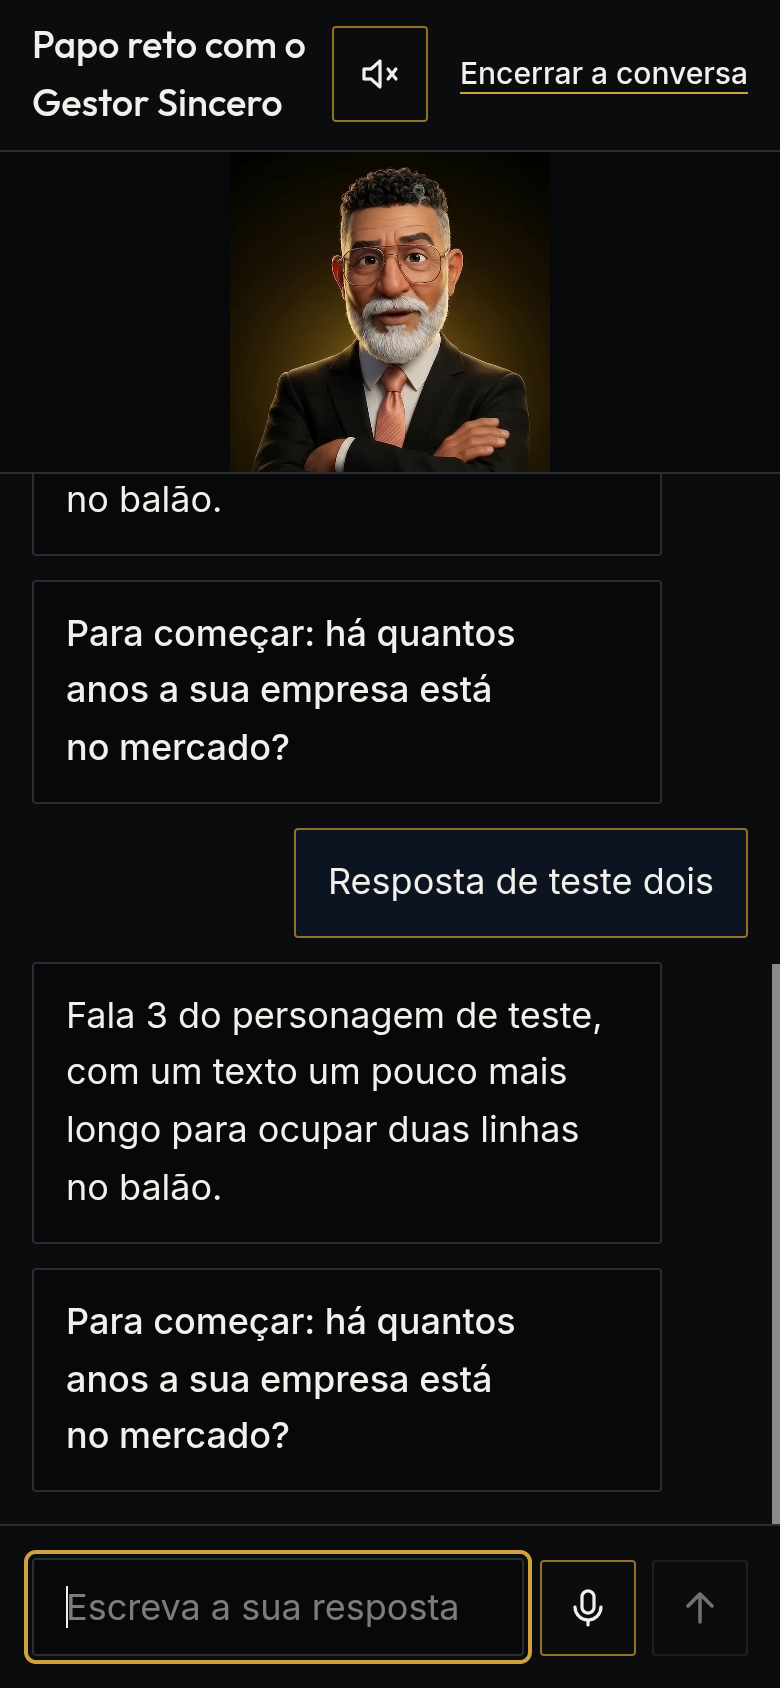 Papo reto com o
Gestor Sincero
Encerrar a conversa
no balão.
Para começar: há quantos
anos a sua empresa está
no mercado?
Resposta de teste dois
Fala 3 do personagem de teste,
com um texto um pouco mais
longo para ocupar duas linhas
no balão.
Para começar: há quantos
anos a sua empresa está
no mercado?
Escreva a sua resposta